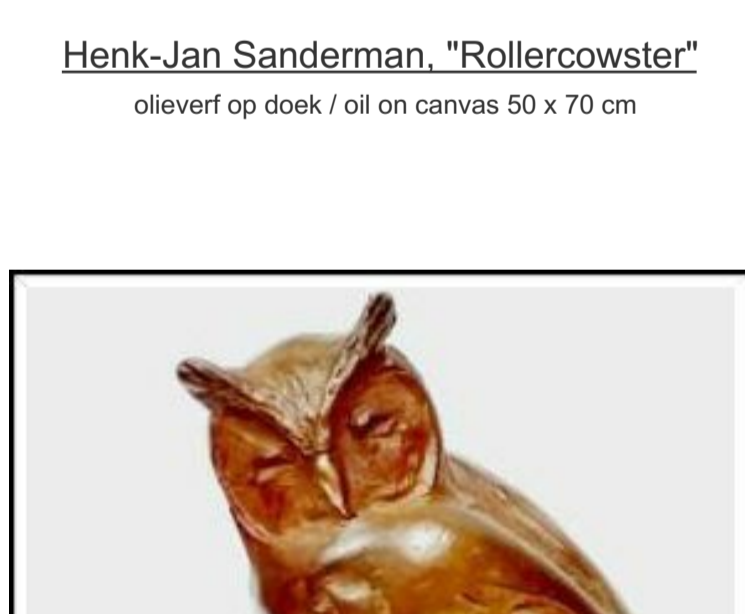 Henk-Jan Sanderman, "Rollercowster"
olieverf op doek / oil on canvas 50 x 70 cm